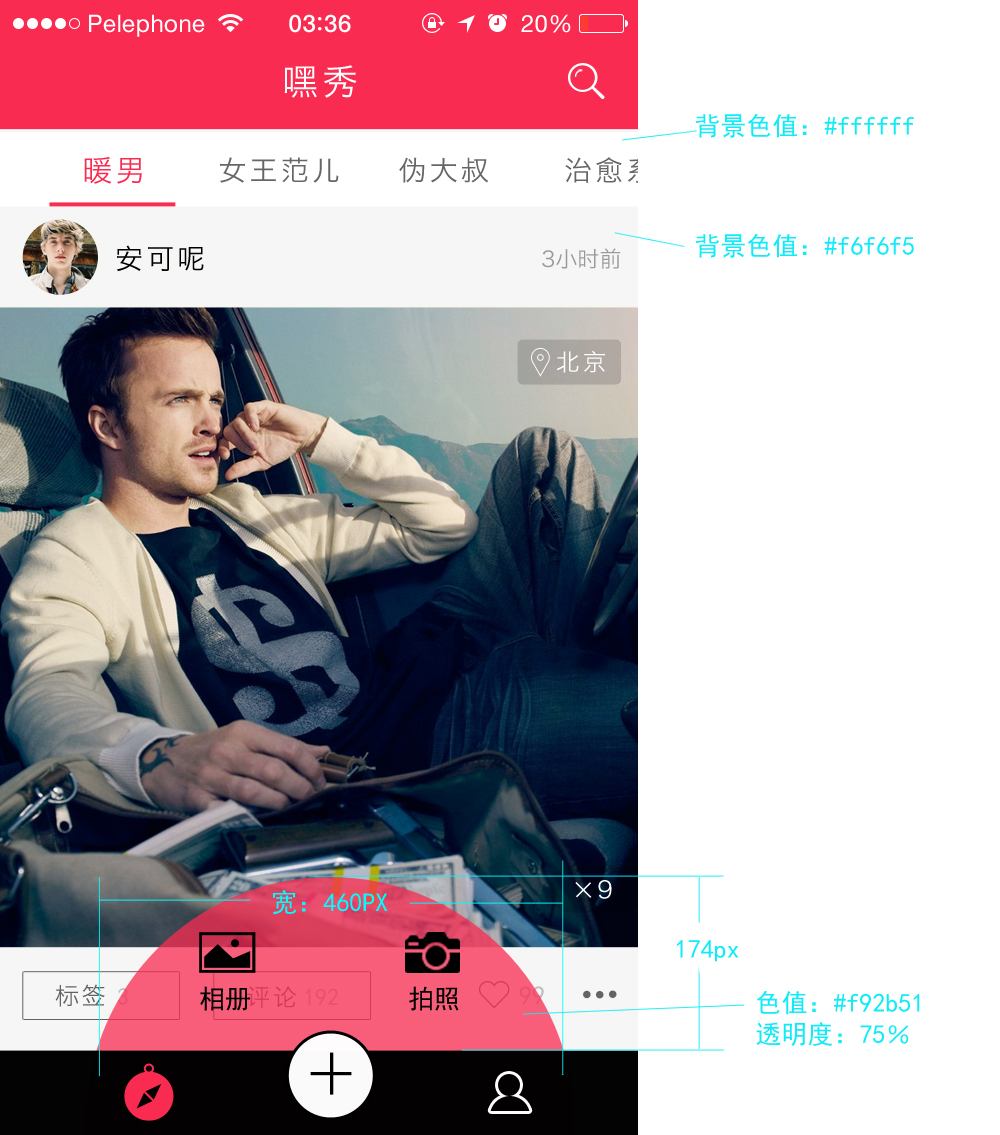 Pelephone 03:36 20%
嘿秀
背景色值：#ffffff
暖男 女王范儿 伪大叔 治愈系
背景色值：#f6f6f5
安可呢 3小时前
北京
×9
宽：460PX
174px
标签 3 相册 评论 192 拍照 99
色值：#f92b51
透明度：75%